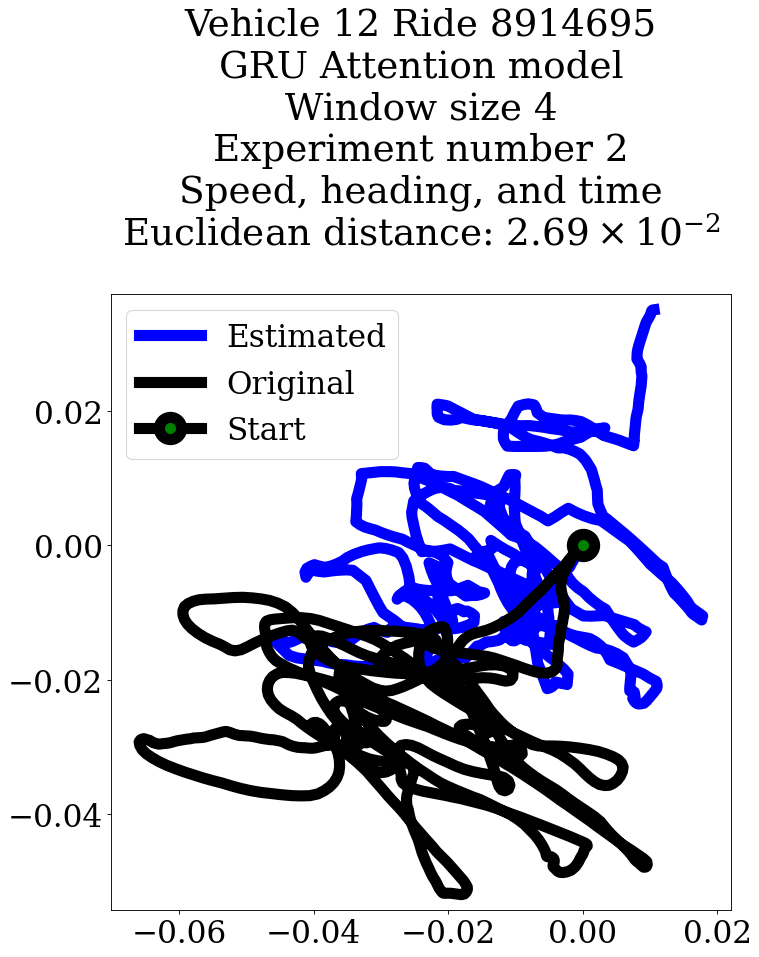 Vehicle 12 Ride 8914695
GRU Attention model
Window size 4
Experiment number 2
Speed, heading, and time
Euclidean distance: 2.69 × 10⁻²
Estimated
Original
Start
0.02
0.00
−0.02
−0.04
−0.06 −0.04 −0.02 0.00 0.02